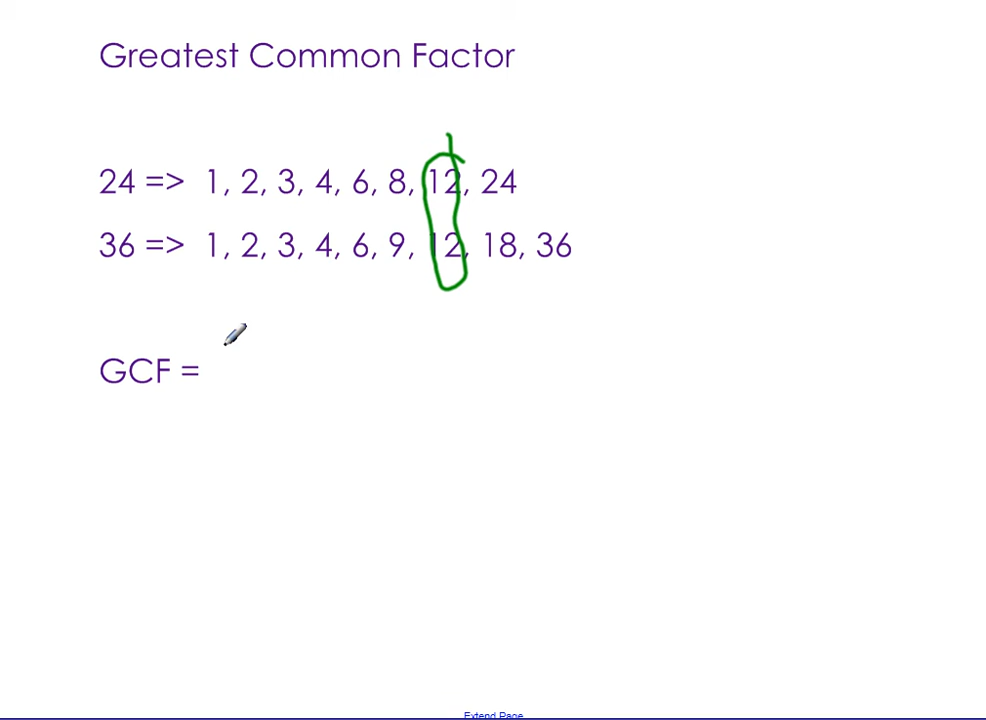 Greatest Common Factor
24 => 1, 2, 3, 4, 6, 8, 12, 24
36 => 1, 2, 3, 4, 6, 9, 12, 18, 36
GCF =
Extend Page